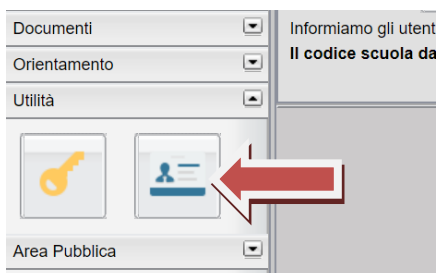 Documenti
Orientamento
Utilità
Area Pubblica
Informiamo gli utent
Il codice scuola da